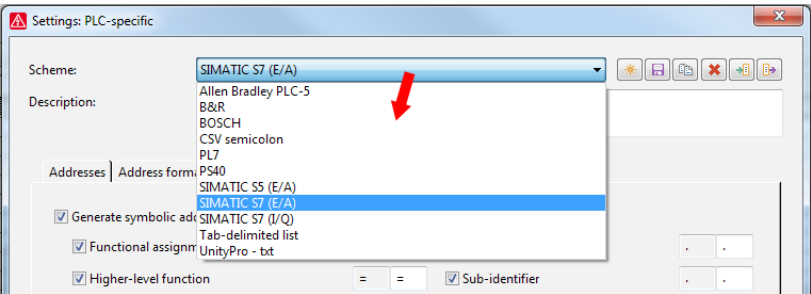 Settings: PLC-specific
Scheme: SIMATIC S7 (E/A)
Description:
Allen Bradley PLC-5
B&R
BOSCH
CSV semicolon
PL7
PS40
SIMATIC S5 (E/A)
SIMATIC S7 (E/A)
SIMATIC S7 (I/Q)
Tab-delimited list
UnityPro - txt
Addresses Address forma
Generate symbolic add
Functional assignm . .
Higher-level function = = Sub-identifier . .